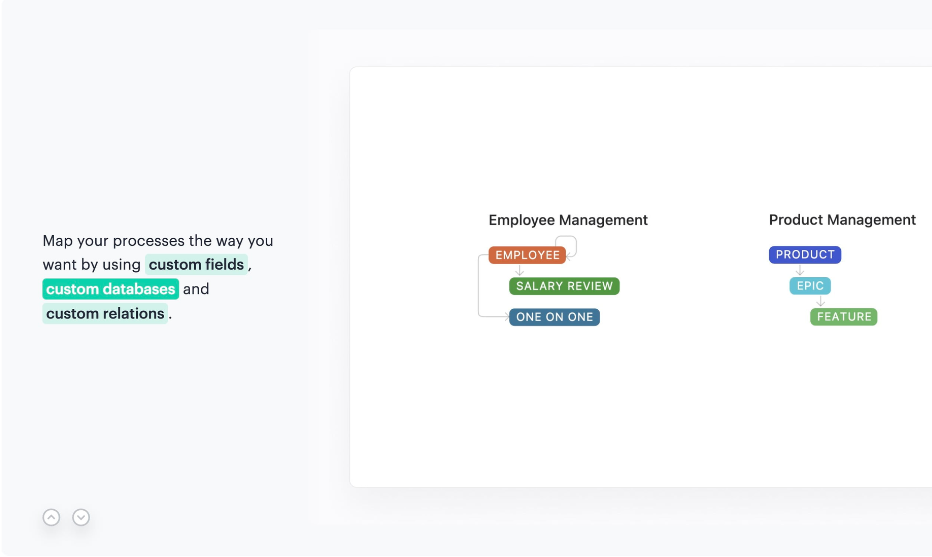 Map your processes the way you
want by using custom fields,
custom databases and
custom relations.
Employee Management
EMPLOYEE
SALARY REVIEW
ONE ON ONE
Product Management
PRODUCT
EPIC
FEATURE